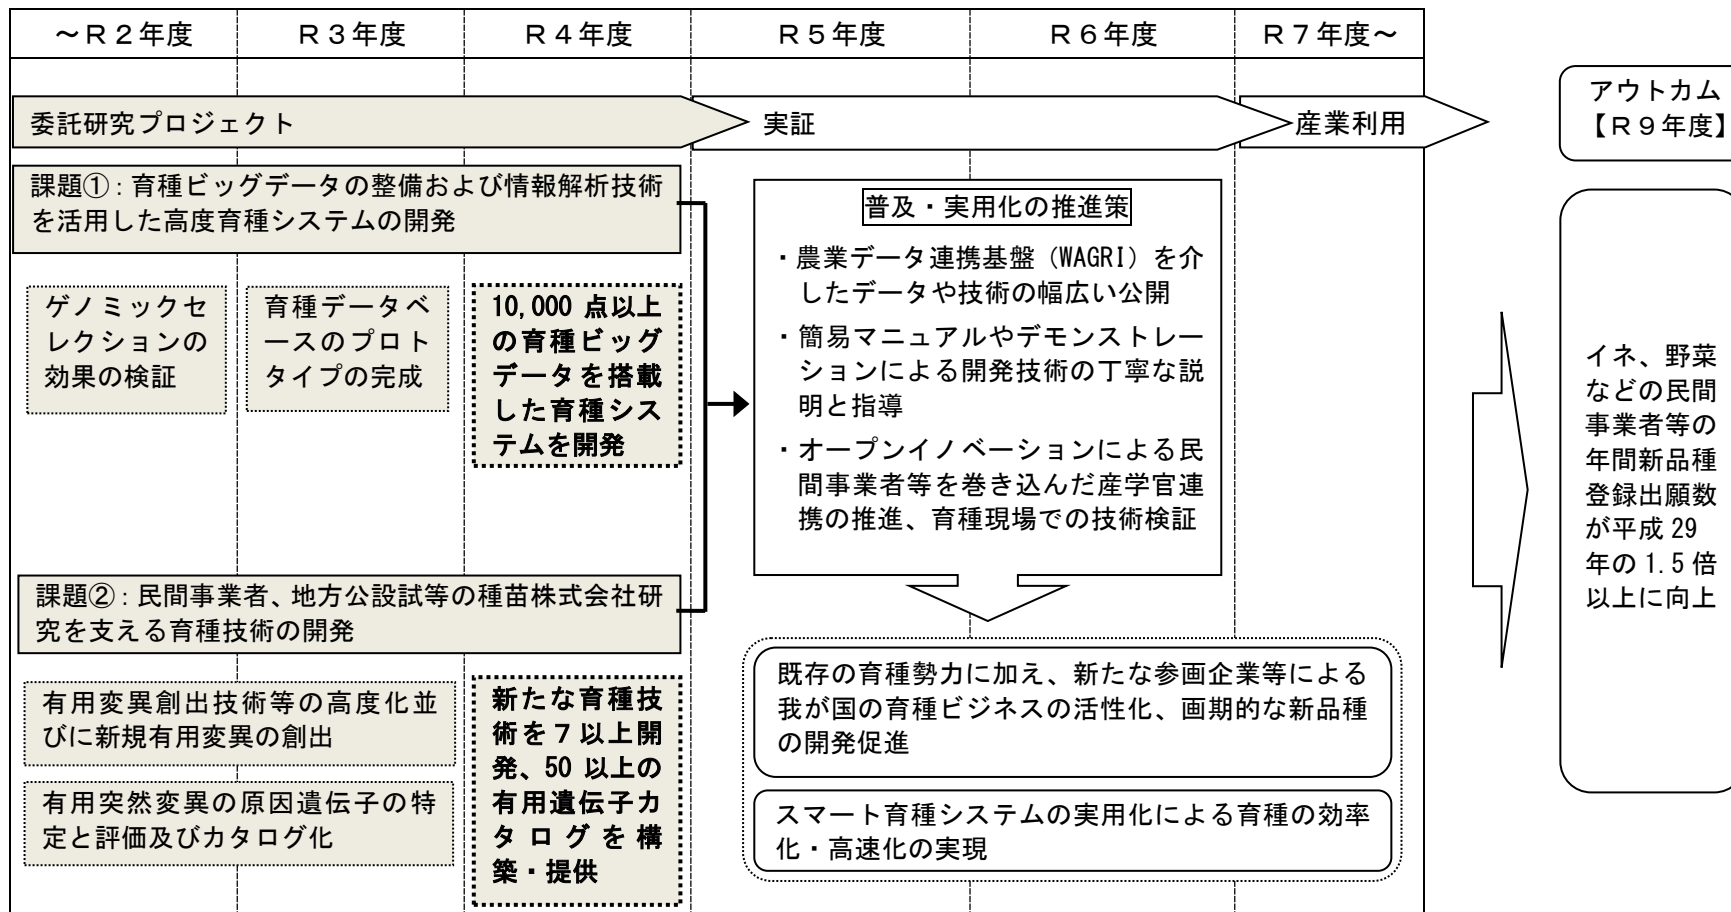 ～Ｒ２年度
Ｒ３年度
Ｒ４年度
Ｒ５年度
Ｒ６年度
Ｒ７年度～
委託研究プロジェクト
実証
産業利用
アウトカム
【Ｒ９年度】
課題①：育種ビッグデータの整備および情報解析技術
を活用した高度育種システムの開発
ゲノミックセ
レクションの
効果の検証
育種データベ
ースのプロト
タイプの完成
10,000 点以上
の育種ビッグ
データを搭載
した育種シス
テムを開発
課題②：民間事業者、地方公設試等の種苗株式会社研
究を支える育種技術の開発
有用変異創出技術等の高度化並
びに新規有用変異の創出
有用突然変異の原因遺伝子の特
定と評価及びカタログ化
新たな育種技
術を７以上開
発、50 以上の
有用遺伝子カ
タログを構
築・提供
普及・実用化の推進策
・農業データ連携基盤（WAGRI）を介
したデータや技術の幅広い公開
・簡易マニュアルやデモンストレー
ションによる開発技術の丁寧な説
明と指導
・オープンイノベーションによる民
間事業者等を巻き込んだ産学官連
携の推進、育種現場での技術検証
既存の育種勢力に加え、新たな参画企業等による
我が国の育種ビジネスの活性化、画期的な新品種
の開発促進
スマート育種システムの実用化による育種の効率
化・高速化の実現
イネ、野菜
などの民間
事業者等の
年間新品種
登録出願数
が平成 29
年の 1.5 倍
以上に向上